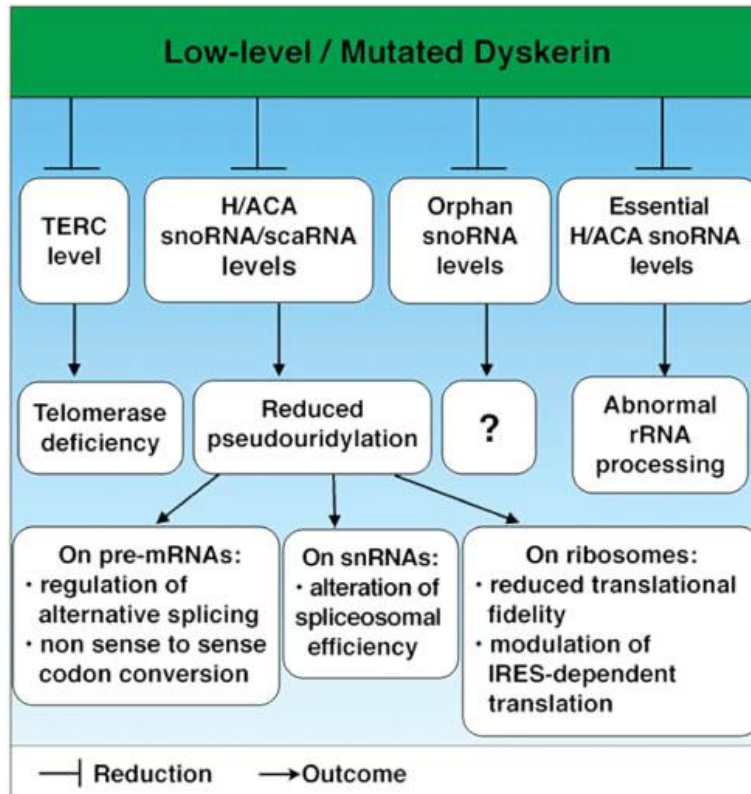 Low-level / Mutated Dyskerin
TERC
level
H/ACA
snoRNA/scaRNA
levels
Orphan
snoRNA
levels
Essential
H/ACA snoRNA
levels
Telomerase
deficiency
Reduced
pseudouridylation
?
Abnormal
rRNA
processing
On pre-mRNAs:
· regulation of
alternative splicing
· non sense to sense
codon conversion
On snRNAs:
· alteration of
spliceosomal
efficiency
On ribosomes:
· reduced translational
fidelity
· modulation of
IRES-dependent
translation
Reduction
Outcome